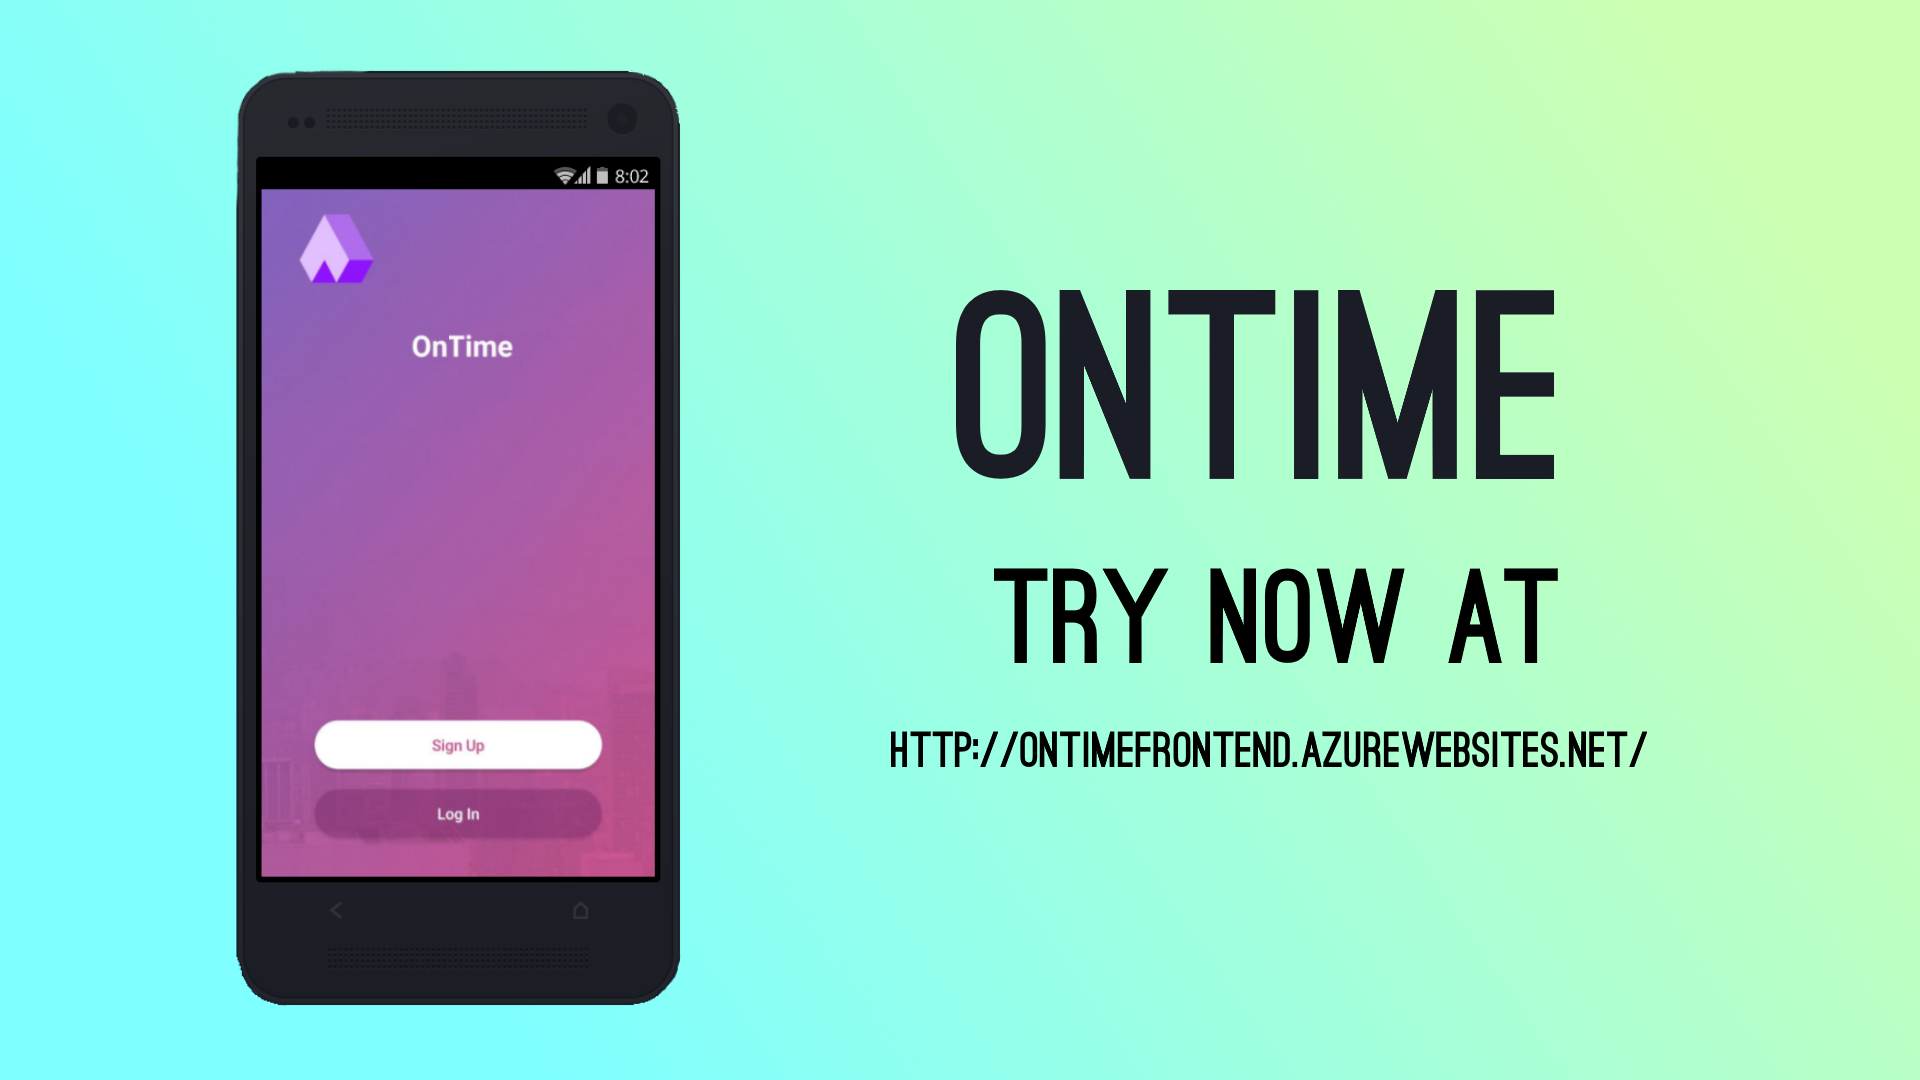 8:02
OnTime
Sign Up
Log In
ONTIME
TRY NOW AT
HTTP://ONTIMEFRONTEND.AZUREWEBSITES.NET/